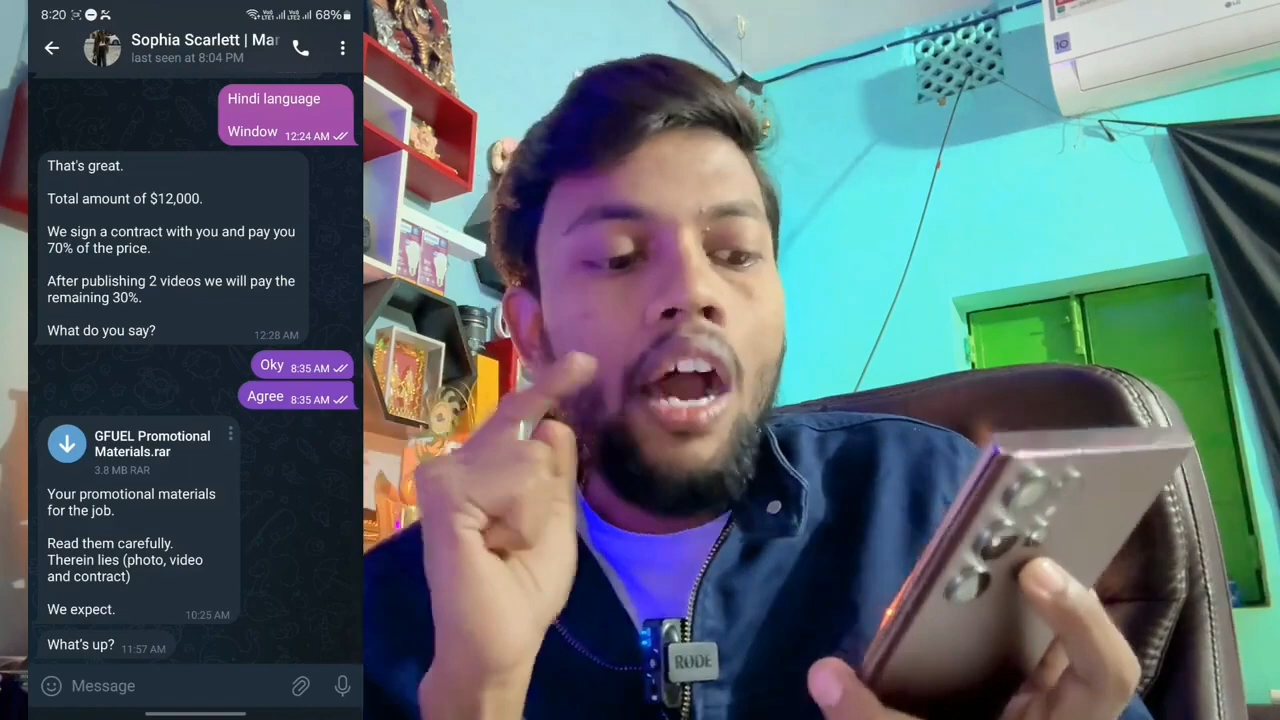 8:20
68%
Sophia Scarlett | Mar
last seen at 8:04 PM
Hindi language
Window 12:24 AM
That's great.
Total amount of $12,000.
We sign a contract with you and pay you
70% of the price.
After publishing 2 videos we will pay the
remaining 30%.
What do you say?
12:28 AM
Oky 8:35 AM
Agree 8:35 AM
GFUEL Promotional
Materials.rar
3.8 MB RAR
Your promotional materials
for the job.
Read them carefully.
Therein lies (photo, video
and contract)
We expect.
10:25 AM
What's up? 11:57 AM
Message
RODE
LG